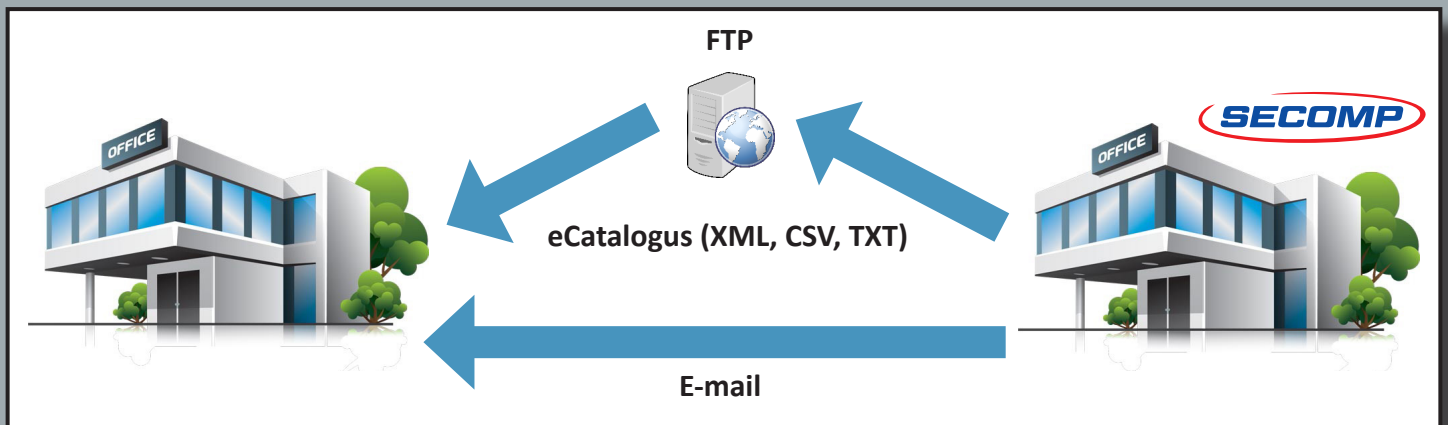 FTP
SECOMP
OFFICE
OFFICE
eCatalogus (XML, CSV, TXT)
E-mail